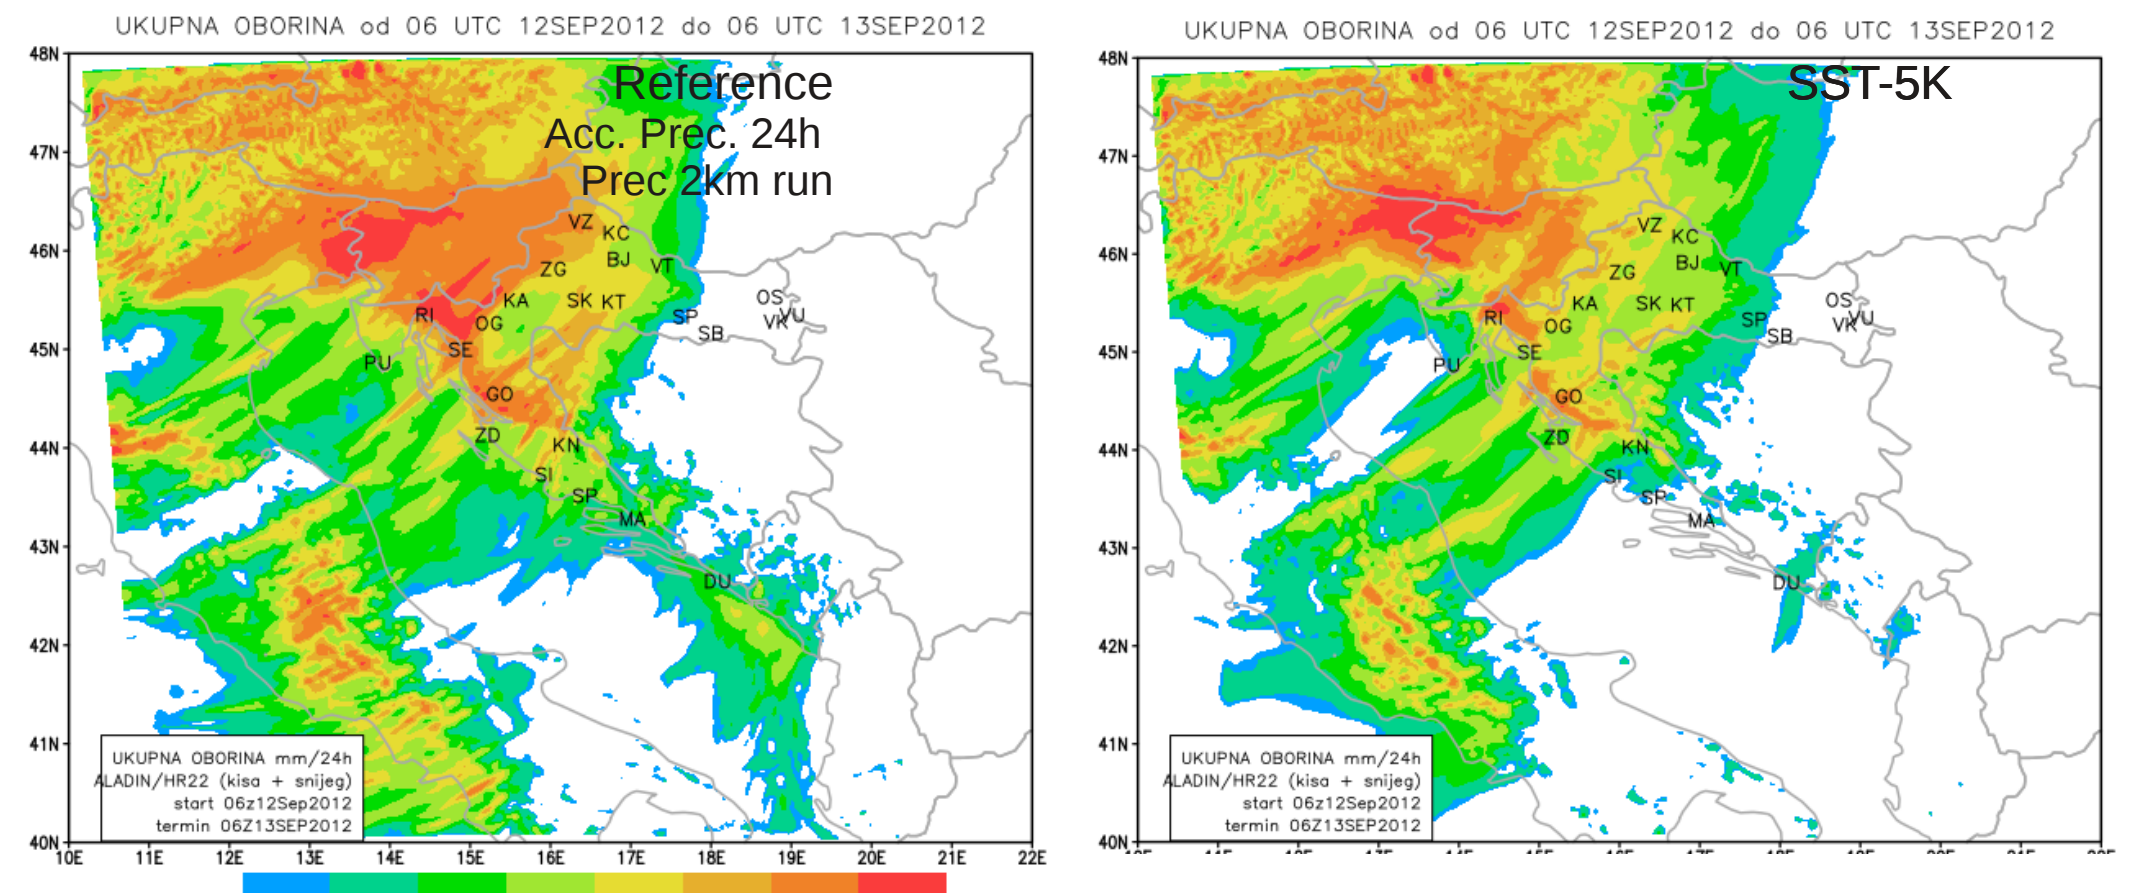 UKUPNA OBORINA od 06 UTC 12SEP2012 do 06 UTC 13SEP2012
Reference
Acc. Prec. 24h
Prec 2km run
48N
47N
46N
45N
44N
43N
42N
41N
40N
VZ
KC
ZG
BJ
VT
KA
SK
KT
OS
VU
VK
RI
OG
SP
SB
SE
PU
GO
ZD
KN
SI
SP
MA
DU
UKUPNA OBORINA mm/24h
ALADIN/HR22 (kisa + snijeg)
start 06z12Sep2012
termin 06Z13SEP2012
10E 11E 12E 13E 14E 15E 16E 17E 18E 19E 20E 21E 22E
UKUPNA OBORINA od 06 UTC 12SEP2012 do 06 UTC 13SEP2012
SST-5K
48N
47N
46N
45N
44N
43N
42N
41N
40N
VZ
KC
ZG
BJ
VT
KA
SK
KT
OS
VU
VK
RI
OG
SP
SB
SE
PU
GO
ZD
KN
SI
SP
MA
DU
UKUPNA OBORINA mm/24h
ALADIN/HR22 (kisa + snijeg)
start 06z12Sep2012
termin 06Z13SEP2012